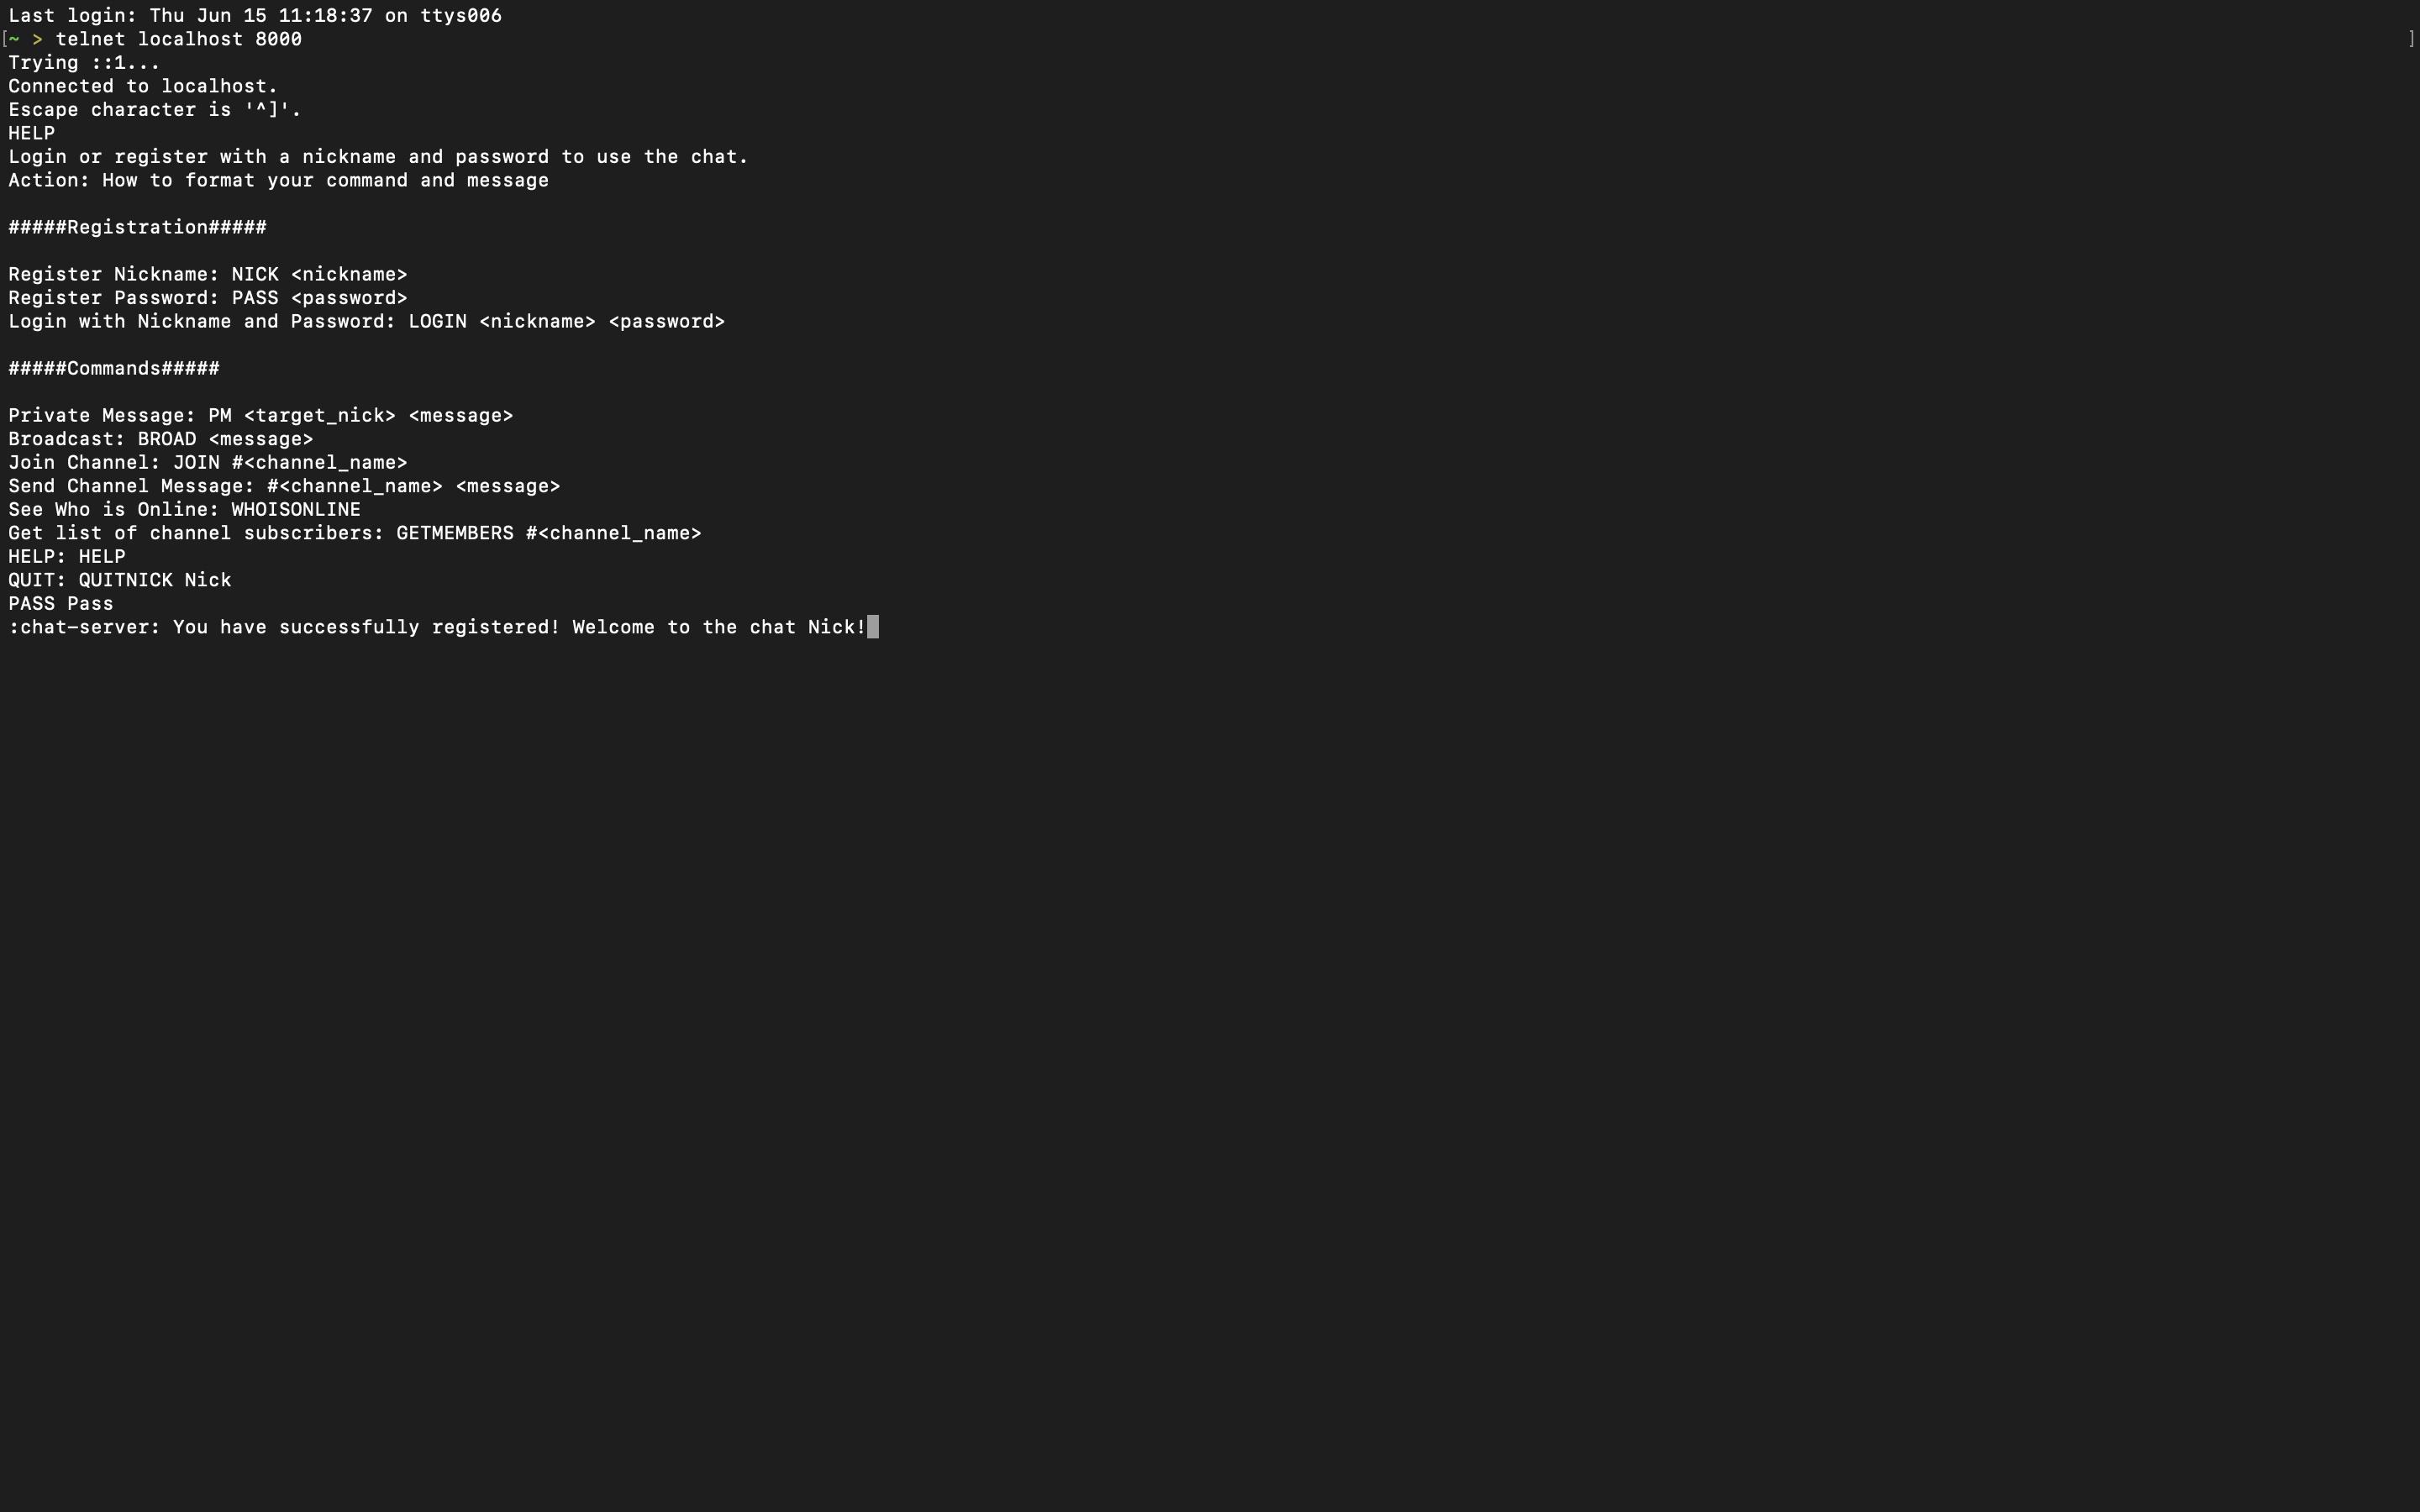 Last login: Thu Jun 15 11:18:37 on ttys006
[~ > telnet localhost 8000 ]
Trying ::1...
Connected to localhost.
Escape character is '^]'.
HELP
Login or register with a nickname and password to use the chat.
Action: How to format your command and message
#####Registration#####
Register Nickname: NICK <nickname>
Register Password: PASS <password>
Login with Nickname and Password: LOGIN <nickname> <password>
#####Commands#####
Private Message: PM <target_nick> <message>
Broadcast: BROAD <message>
Join Channel: JOIN #<channel_name>
Send Channel Message: #<channel_name> <message>
See Who is Online: WHOISONLINE
Get list of channel subscribers: GETMEMBERS #<channel_name>
HELP: HELP
QUIT: QUITNICK Nick
PASS Pass
:chat-server: You have successfully registered! Welcome to the chat Nick!